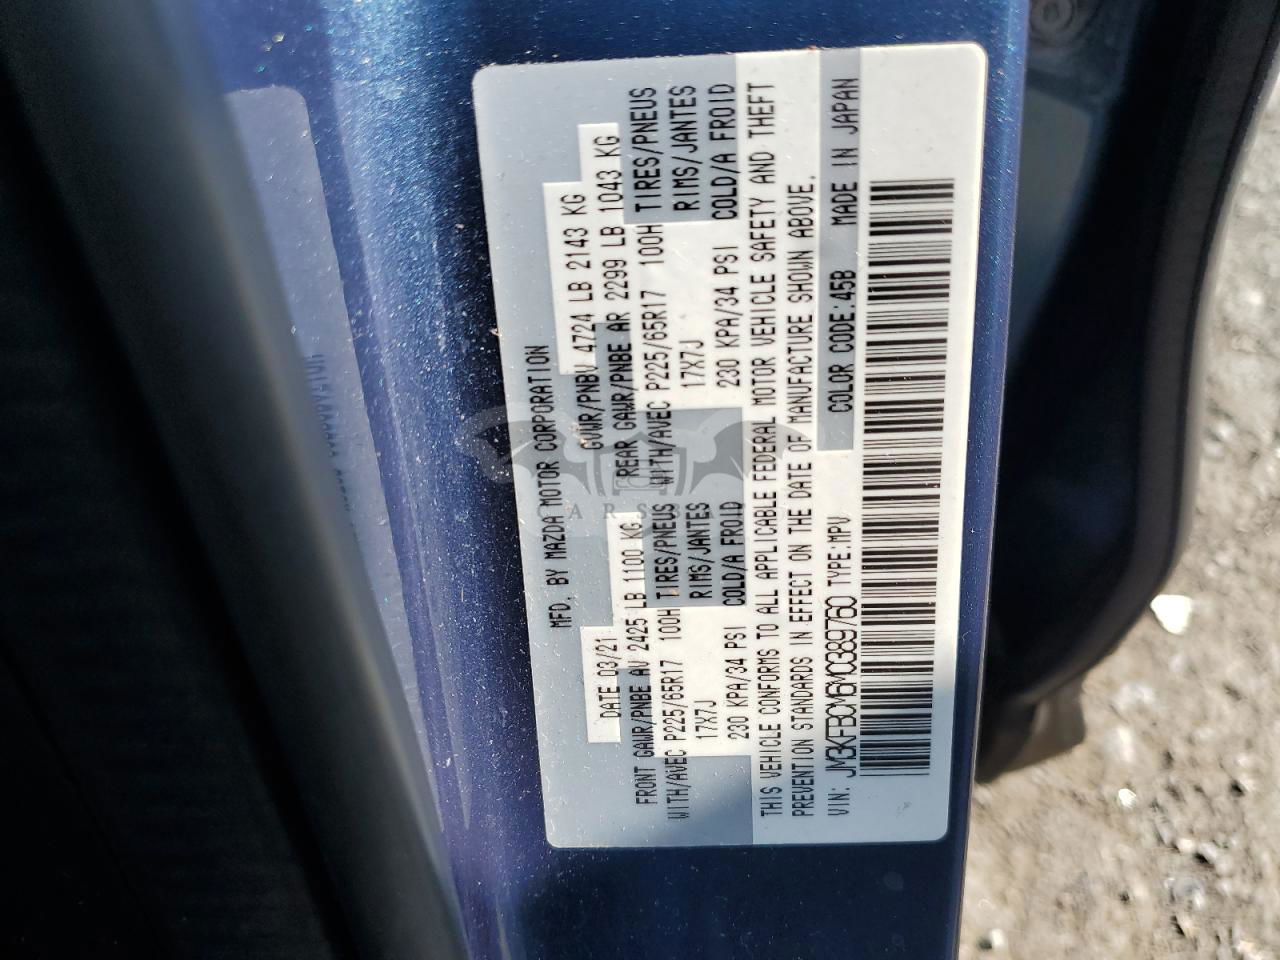 MFD. BY MAZDA MOTOR CORPORATION
DATE 03/21 GVWR/PNBV 4724 LB 2143 KG
FRONT GAWR/PNBE AV 2425 LB 1100 KG REAR GAWR/PNBE AR 2299 LB 1043 KG
WITH/AVEC P225/65R17 100H TIRES/PNEUS WITH/AVEC P225/65R17 100H TIRES/PNEUS
17X7J RIMS/JANTES 17X7J RIMS/JANTES
230 KPA/34 PSI COLD/A FROID 230 KPA/34 PSI COLD/A FROID
THIS VEHICLE CONFORMS TO ALL APPLICABLE FEDERAL MOTOR VEHICLE SAFETY AND THEFT
PREVENTION STANDARDS IN EFFECT ON THE DATE OF MANUFACTURE SHOWN ABOVE.
VIN: JM3KFBCM6M0389760 TYPE:MPV COLOR CODE:45B MADE IN JAPAN